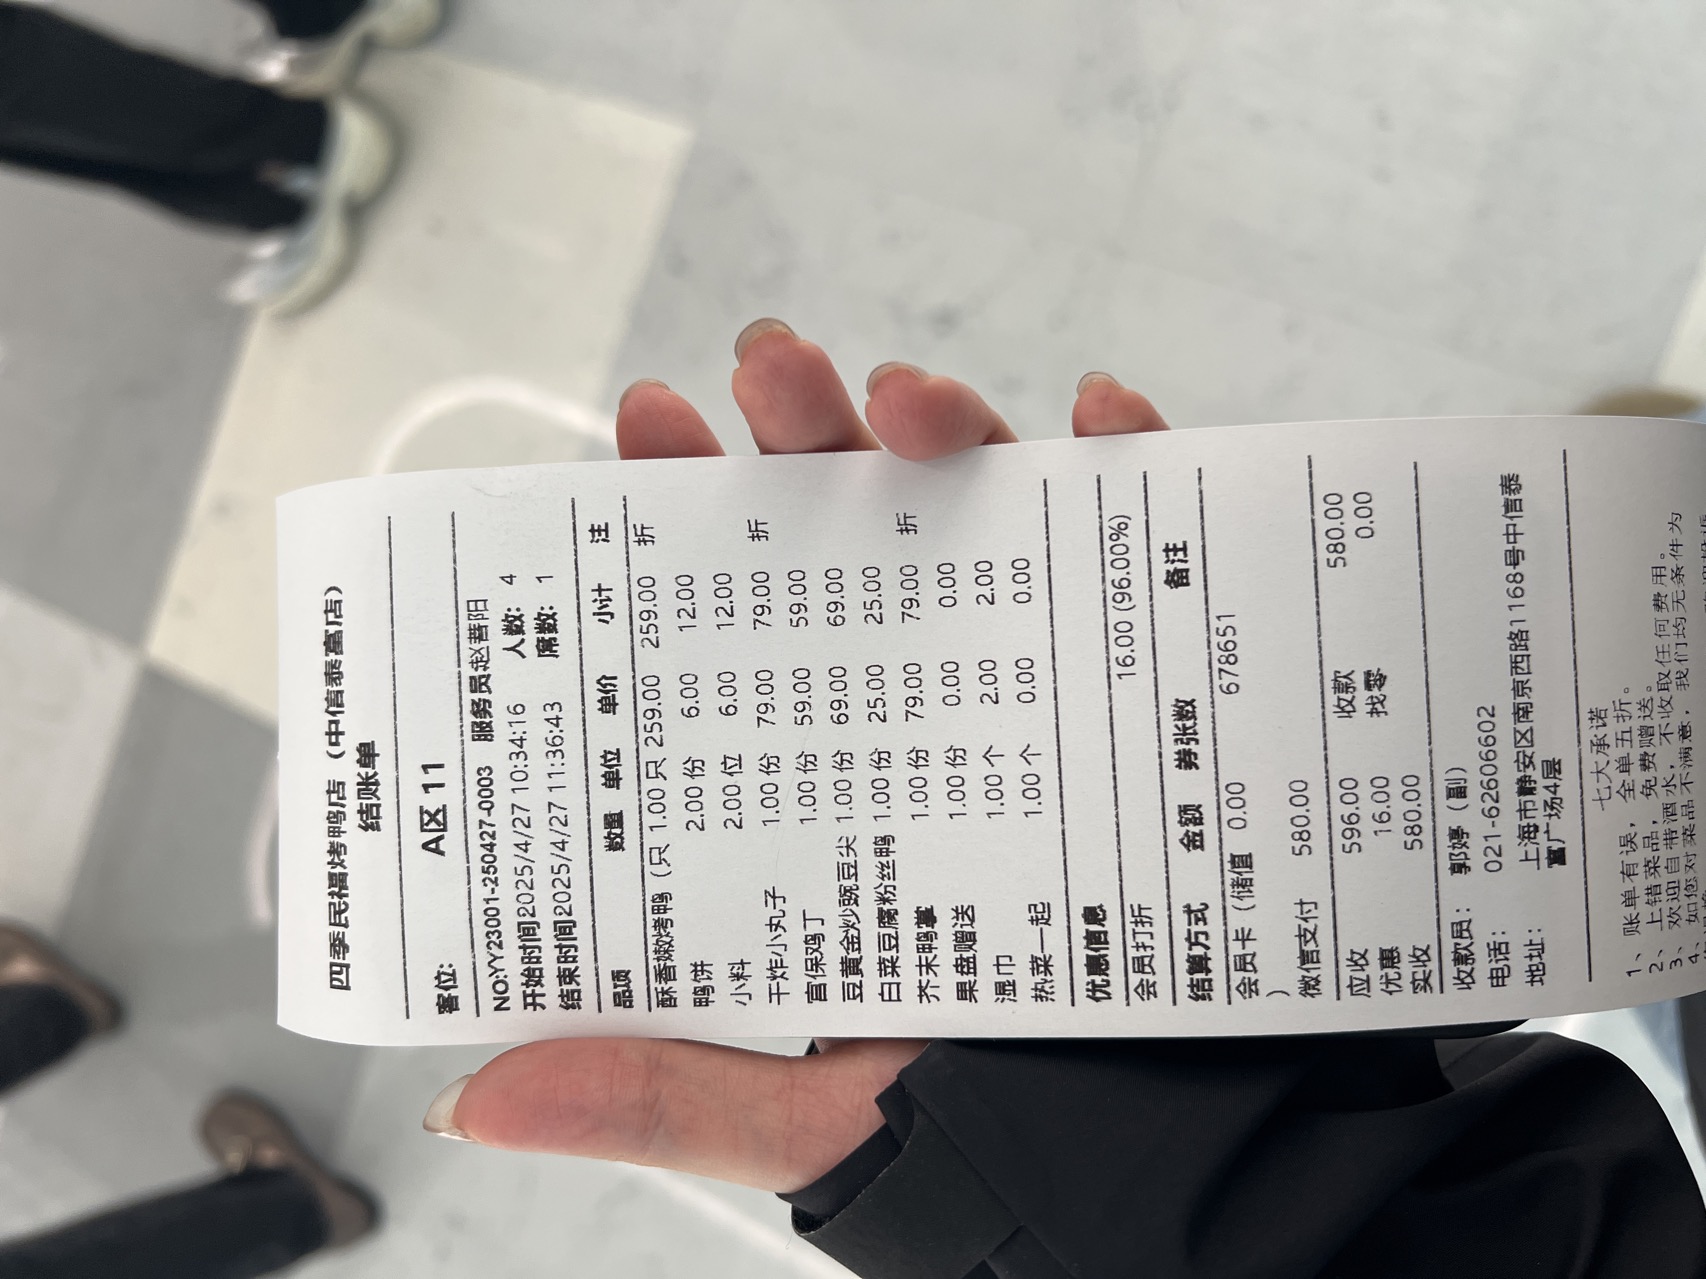 四季民福烤鸭店（中信泰富店）
结账单
客位： A区 11
NO:YY23001-250427-0003 服务员:赵菩阳
开始时间2025/4/27 10:34:16 人数: 4
结束时间2025/4/27 11:36:43 席数: 1
品项 数量 单位 单价 小计 注
酥香嫩烤鸭（只 1.00 只 259.00 259.00 折
鸭饼 2.00 份 6.00 12.00
小料 2.00 位 6.00 12.00
干炸小丸子 1.00 份 79.00 79.00 折
宫保鸡丁 1.00 份 59.00 59.00
豆黄金炒豌豆尖 1.00 份 69.00 69.00
白菜豆腐粉丝鸭 1.00 份 25.00 25.00
芥末鸭掌 1.00 份 79.00 79.00 折
果盘赠送 1.00 份 0.00 0.00
湿巾 1.00 个 2.00 2.00
热菜一起 1.00 个 0.00 0.00
优惠信息
会员打折 16.00 (96.00%)
结算方式 金额 券张数 备注
会员卡（储值 0.00 678651
）
微信支付 580.00
应收 596.00 收款 580.00
优惠 16.00 找零 0.00
实收 580.00
收款员： 郭婷（副）
电话： 021-62606602
地址： 上海市静安区南京西路1168号中信泰
富广场4层
七大承诺
1、账单有误，全单五折。
2、上错菜品，免费赠送。
3、欢迎自带酒水，不收取任何费用。
4、如您对菜品不满意，我们均无条件为